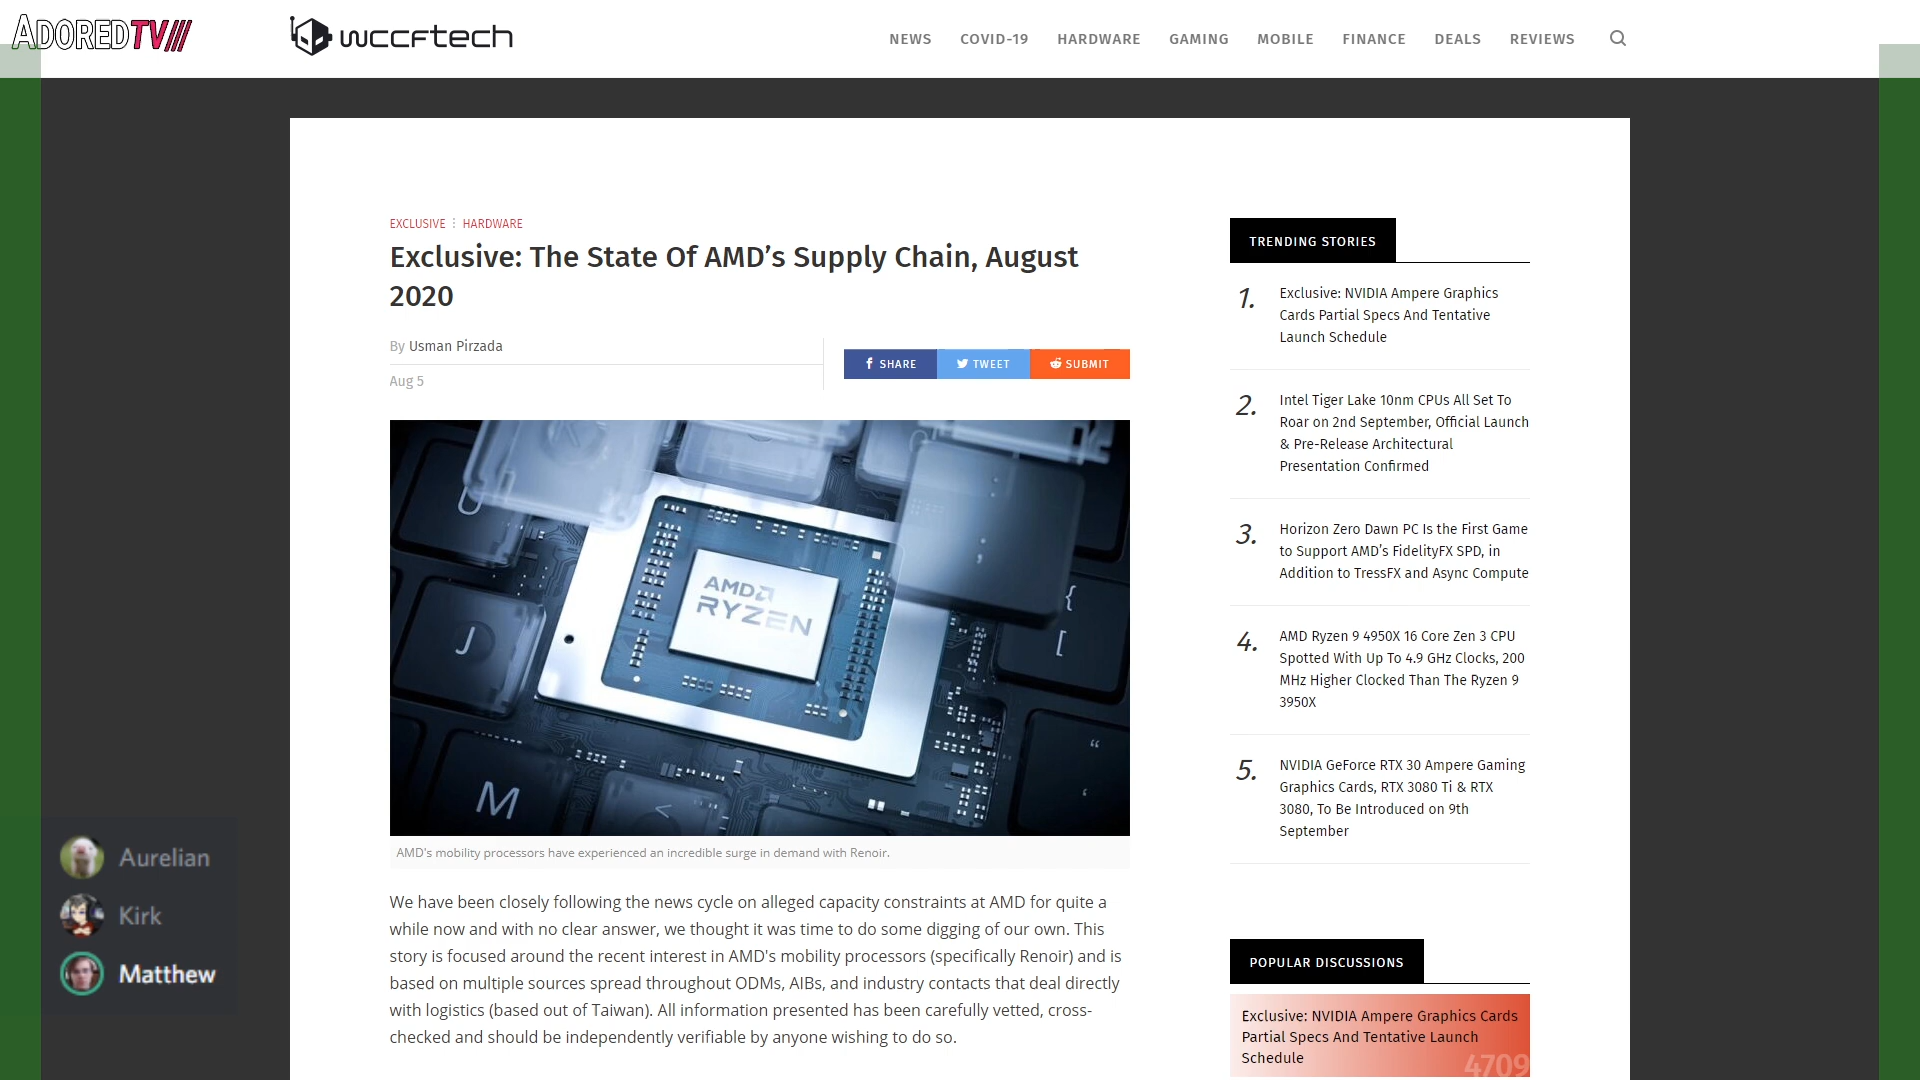 ADOREDTV
wccftech
NEWS COVID-19 HARDWARE GAMING MOBILE FINANCE DEALS REVIEWS
EXCLUSIVE HARDWARE
Exclusive: The State Of AMD’s Supply Chain, August
2020
By Usman Pirzada
Aug 5
SHARE TWEET SUBMIT
J
M
AMD
RYZEN
;
{
[
“
‘
<
AMD's mobility processors have experienced an incredible surge in demand with Renoir.
We have been closely following the news cycle on alleged capacity constraints at AMD for quite a
while now and with no clear answer, we thought it was time to do some digging of our own. This
story is focused around the recent interest in AMD's mobility processors (specifically Renoir) and is
based on multiple sources spread throughout ODMs, AIBs, and industry contacts that deal directly
with logistics (based out of Taiwan). All information presented has been carefully vetted, cross-
checked and should be independently verifiable by anyone wishing to do so.
TRENDING STORIES
1.
Exclusive: NVIDIA Ampere Graphics
Cards Partial Specs And Tentative
Launch Schedule
2.
Intel Tiger Lake 10nm CPUs All Set To
Roar on 2nd September, Official Launch
& Pre-Release Architectural
Presentation Confirmed
3.
Horizon Zero Dawn PC Is the First Game
to Support AMD’s FidelityFX SPD, in
Addition to TressFX and Async Compute
4.
AMD Ryzen 9 4950X 16 Core Zen 3 CPU
Spotted With Up To 4.9 GHz Clocks, 200
MHz Higher Clocked Than The Ryzen 9
3950X
5.
NVIDIA GeForce RTX 30 Ampere Gaming
Graphics Cards, RTX 3080 Ti & RTX
3080, To Be Introduced on 9th
September
POPULAR DISCUSSIONS
Exclusive: NVIDIA Ampere Graphics Cards
Partial Specs And Tentative Launch
Schedule
4709
Aurelian
Kirk
Matthew